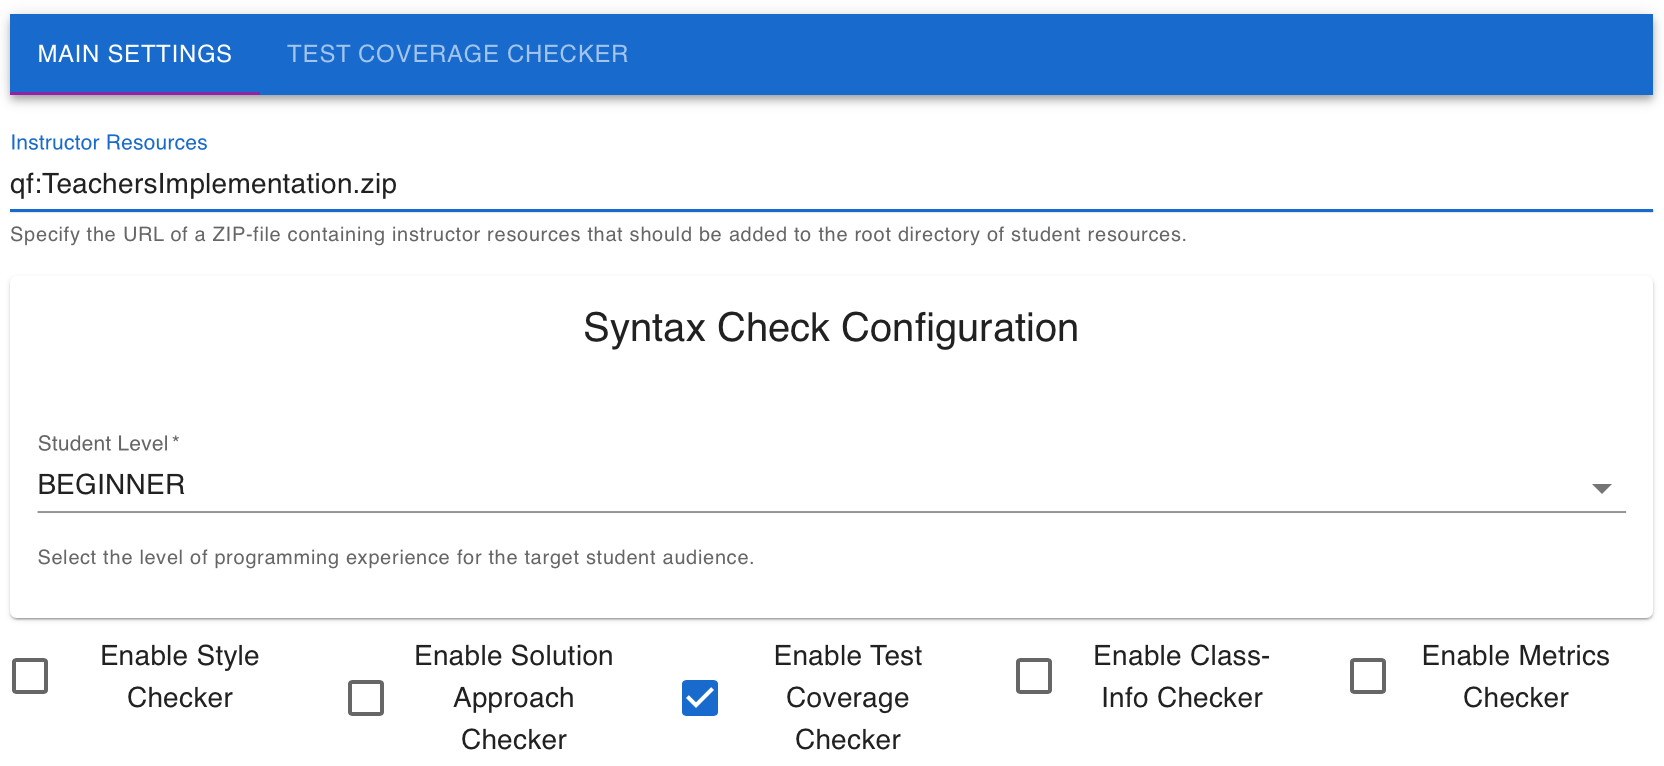 MAIN SETTINGS TEST COVERAGE CHECKER
Instructor Resources
qf:TeachersImplementation.zip
Specify the URL of a ZIP-file containing instructor resources that should be added to the root directory of student resources.
Syntax Check Configuration
Student Level *
BEGINNER
Select the level of programming experience for the target student audience.
Enable Style
Checker
Enable Solution
Approach
Checker
Enable Test
Coverage
Checker
Enable Class-
Info Checker
Enable Metrics
Checker